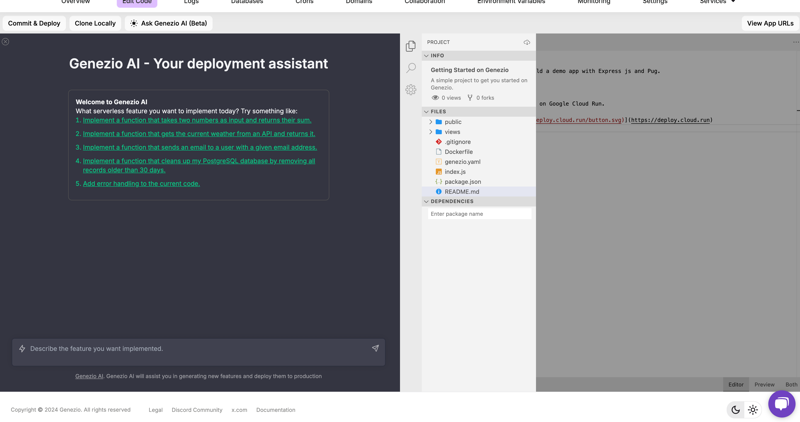 Overview Edit Code Logs Databases Crons Domains Collaboration Environment Variables Monitoring Settings Services
Commit & Deploy Clone Locally Ask Genezio AI (Beta) View App URLs
Genezio AI - Your deployment assistant
Welcome to Genezio AI
What serverless feature you want to implement today? Try something like:
1. Implement a function that takes two numbers as input and returns their sum.
2. Implement a function that gets the current weather from an API and returns it.
3. Implement a function that sends an email to a user with a given email address.
4. Implement a function that cleans up my PostgreSQL database by removing all
records older than 30 days.
5. Add error handling to the current code.
Describe the feature you want implemented.
Genezio AI. Genezio AI will assist you in generating new features and deploy them to production
PROJECT
INFO
Getting Started on Genezio
A simple project to get you started on
Genezio.
0 views 0 forks
FILES
public
views
.gitignore
Dockerfile
genezio.yaml
index.js
package.json
README.md
DEPENDENCIES
Enter package name
ld a demo app with Express js and Pug.
on Google Cloud Run.
deploy.cloud.run/button.svg)](https://deploy.cloud.run)
Editor Preview Both
Copyright © 2024 Genezio. All rights reserved Legal Discord Community x.com Documentation